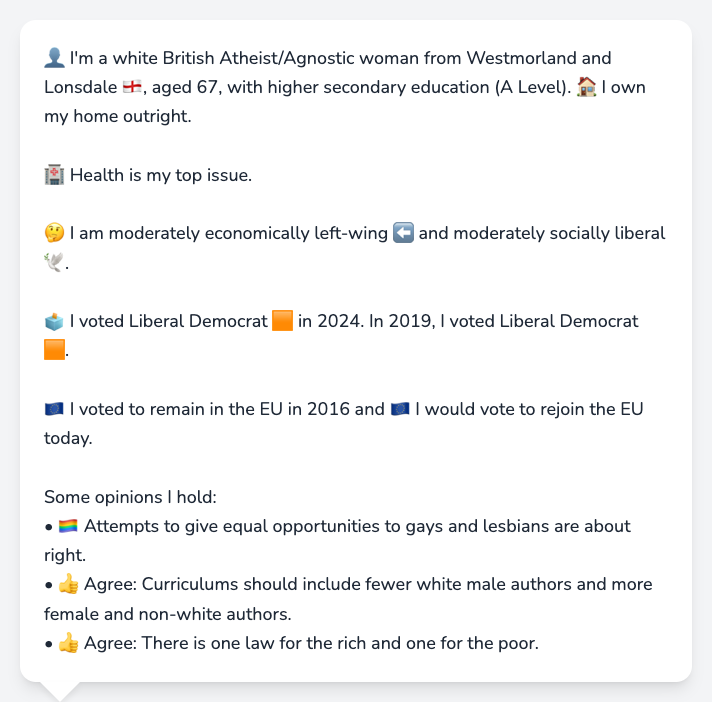 👤 I'm a white British Atheist/Agnostic woman from Westmorland and
Lonsdale 🏴󠁧󠁢󠁥󠁮󠁧󠁿, aged 67, with higher secondary education (A Level). 🏠 I own
my home outright.
🏥 Health is my top issue.
🤔 I am moderately economically left-wing ⬅️ and moderately socially liberal
🕊️.
🗳️ I voted Liberal Democrat 🟧 in 2024. In 2019, I voted Liberal Democrat
🟧.
🇪🇺 I voted to remain in the EU in 2016 and 🇪🇺 I would vote to rejoin the EU
today.
Some opinions I hold:
• 🏳️‍🌈 Attempts to give equal opportunities to gays and lesbians are about
right.
• 👍 Agree: Curriculums should include fewer white male authors and more
female and non-white authors.
• 👍 Agree: There is one law for the rich and one for the poor.